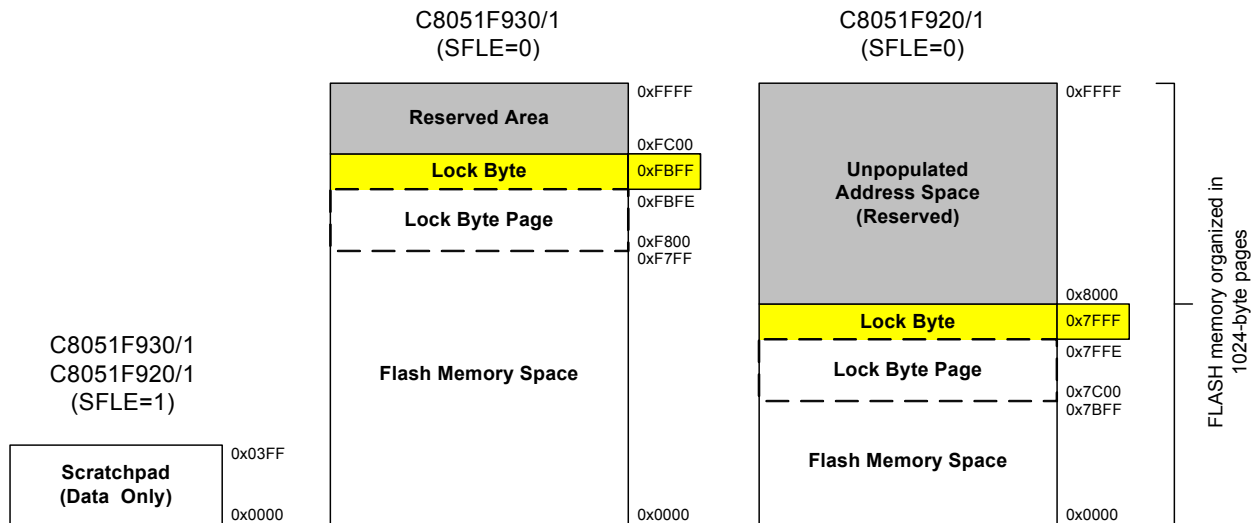 C8051F930/1
(SFLE=0)
C8051F920/1
(SFLE=0)
0xFFFF
Reserved Area
0xFC00
Lock Byte
0xFBFF
0xFBFE
Lock Byte Page
0xF800
0xF7FF
Flash Memory Space
0x0000
0xFFFF
Unpopulated
Address Space
(Reserved)
0x8000
Lock Byte
0x7FFF
0x7FFE
Lock Byte Page
0x7C00
0x7BFF
Flash Memory Space
0x0000
FLASH memory organized in
1024-byte pages
C8051F930/1
C8051F920/1
(SFLE=1)
0x03FF
Scratchpad
(Data Only)
0x0000